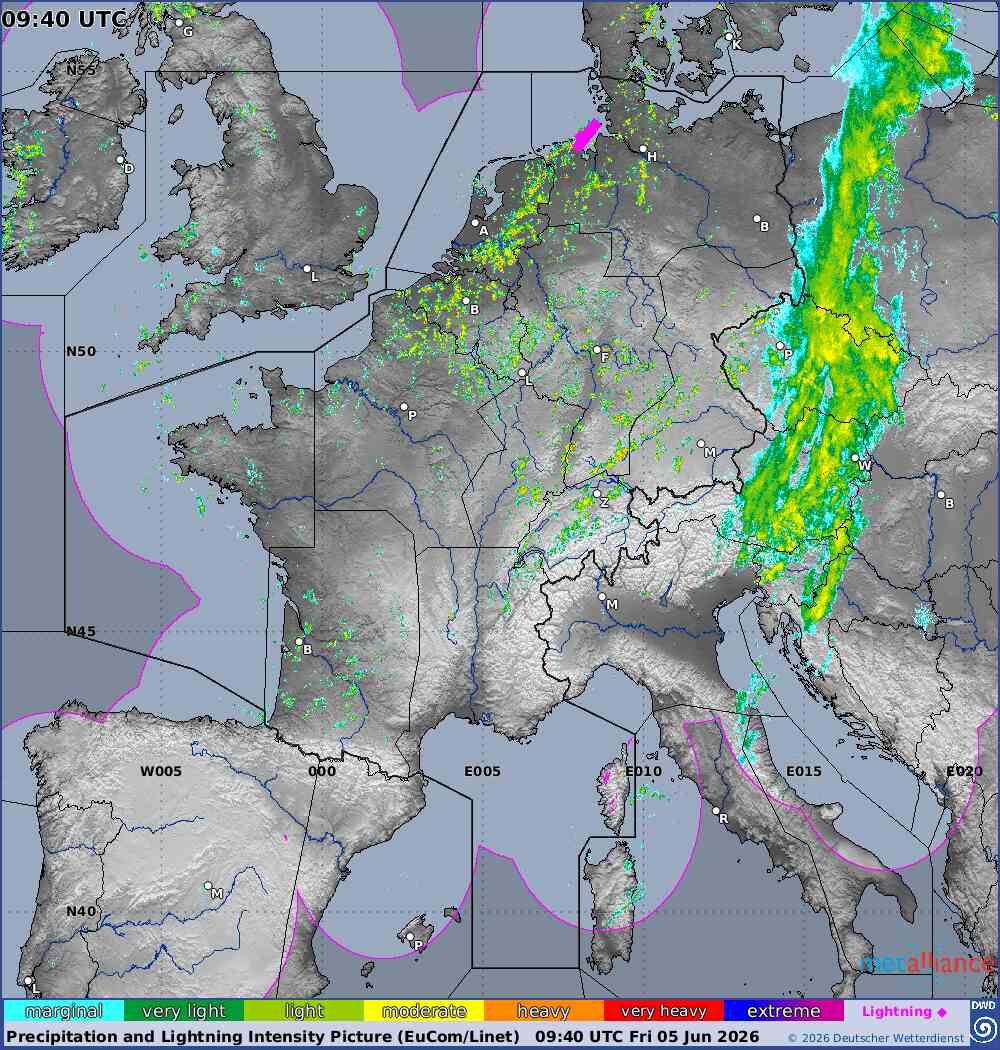 09:40 UTC
G
K
N55
H
D
A
B
L
B
N50
P
F
L
P
M
W
B
Z
M
N45
B
W005
000
E005
E010
E015
E020
R
M
N40
P
L
metalliance
marginal very light light moderate heavy very heavy extreme Lightning ◆
DWD
Precipitation and Lightning Intensity Picture (EuCom/Linet) 09:40 UTC Fri 05 Jun 2026 © 2026 Deutscher Wetterdienst